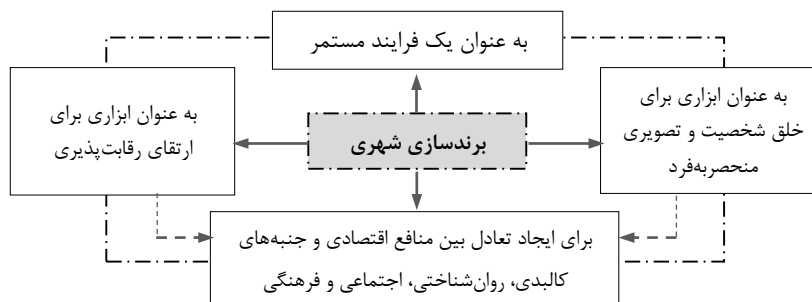 به عنوان یک فرایند مستمر
به عنوان ابزاری برای
خلق شخصیت و تصویری
منحصربه‌فرد
برندسازی شهری
به عنوان ابزاری برای
ارتقای رقابت‌پذیری
برای ایجاد تعادل بین منافع اقتصادی و جنبه‌های
کالبدی، روان‌شناختی، اجتماعی و فرهنگی